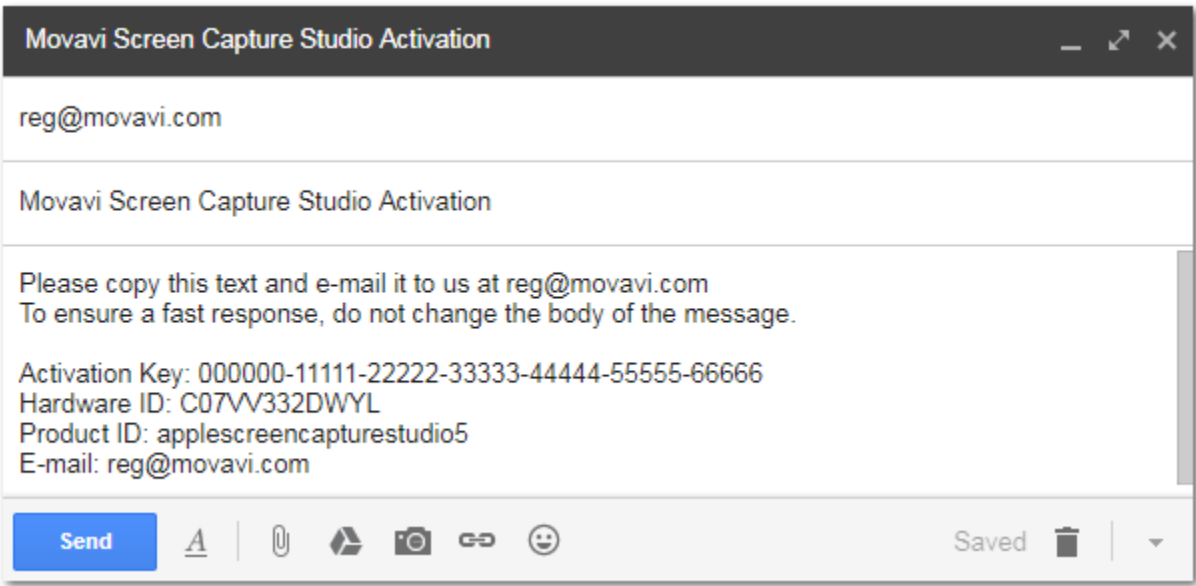 Movavi Screen Capture Studio Activation
reg@movavi.com
Movavi Screen Capture Studio Activation
Please copy this text and e-mail it to us at reg@movavi.com
To ensure a fast response, do not change the body of the message.
Activation Key: 000000-11111-22222-33333-44444-55555-66666
Hardware ID: C07VV332DWYL
Product ID: applescreencapturestudio5
E-mail: reg@movavi.com
Send A Saved